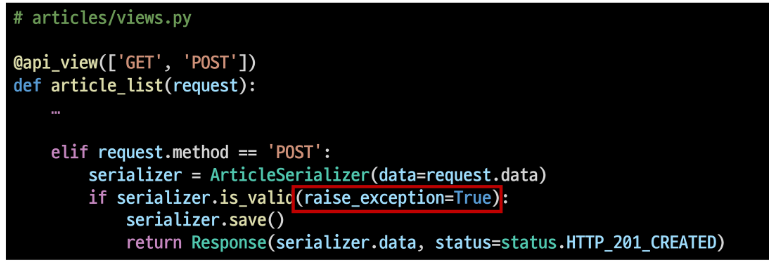 # articles/views.py
@api_view(['GET', 'POST'])
def article_list(request):
…
elif request.method == 'POST':
serializer = ArticleSerializer(data=request.data)
if serializer.is_valid(raise_exception=True):
serializer.save()
return Response(serializer.data, status=status.HTTP_201_CREATED)